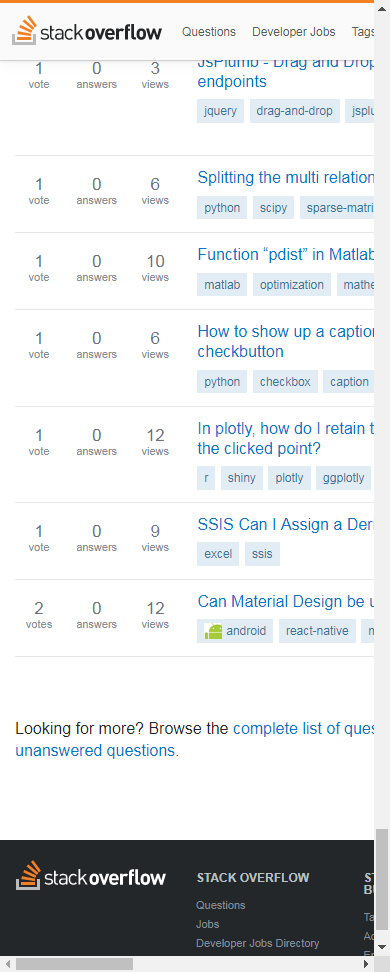 stack overflow Questions Developer Jobs Tags
JsPlumb - Drag and Drop
endpoints
1 0 3
vote answers views
jquery drag-and-drop
1 0 6
vote answers views
Splitting the multi relation
python scipy
1 0 10
vote answers views
Function “pdist” in Matlab
matlab optimization
1 0 6
vote answers views
How to show up a caption
checkbutton
python checkbox caption
1 0 12
vote answers views
In plotly, how do I retain t
the clicked point?
r shiny plotly ggplotly
1 0 9
vote answers views
SSIS Can I Assign a Der
excel ssis
2 0 12
votes answers views
Can Material Design be u
android react-native
Looking for more? Browse the complete list of ques
unanswered questions.
stack overflow
STACK OVERFLOW
Questions
Jobs
Developer Jobs Directory